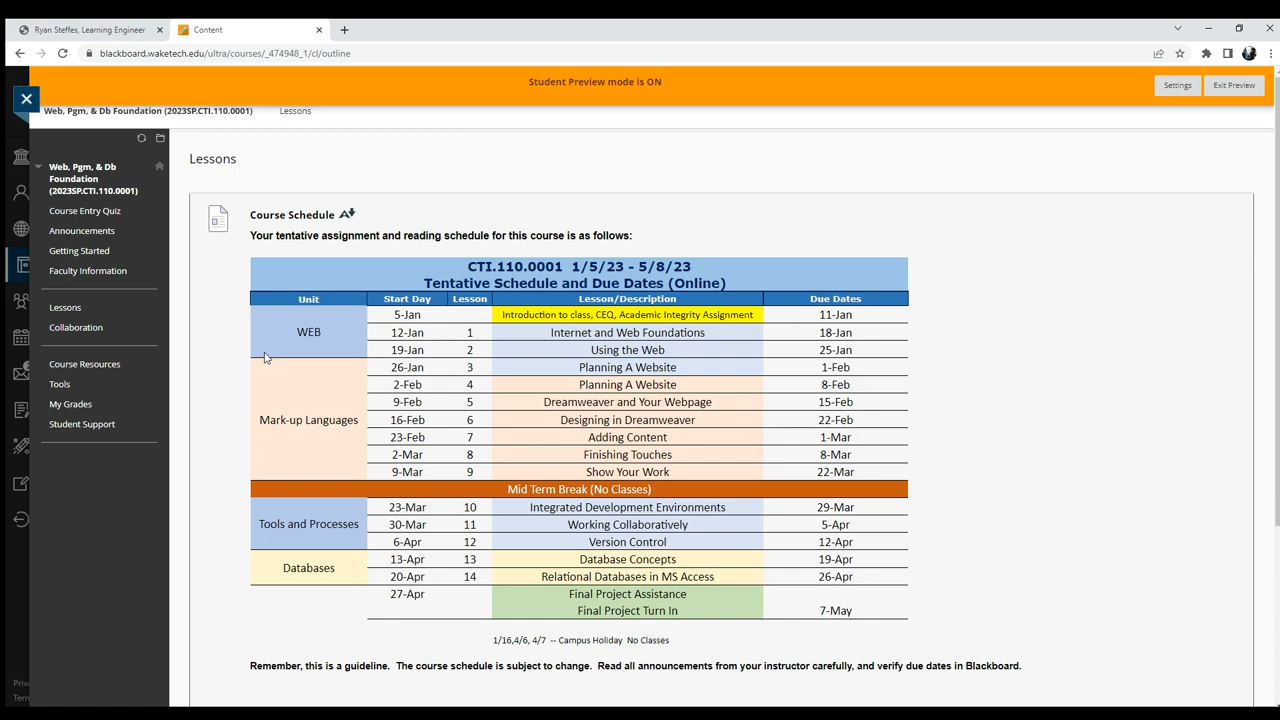 Ryan Steffes, Learning Engineer
Content
blackboard.waketech.edu/ultra/courses/_474948_1/cl/outline
Student Preview mode is ON
Settings
Exit Preview
Web, Pgm, & Db Foundation (2023SP.CTI.110.0001)
Lessons
Web, Pgm, & Db
Foundation
(2023SP.CTI.110.0001)
Course Entry Quiz
Announcements
Getting Started
Faculty Information
Lessons
Collaboration
Course Resources
Tools
My Grades
Student Support
Priva
Term
Lessons
Course Schedule
Your tentative assignment and reading schedule for this course is as follows:
CTI.110.0001 1/5/23 - 5/8/23
Tentative Schedule and Due Dates (Online)
Unit Start Day Lesson Lesson/Description Due Dates
5-Jan Introduction to class, CEQ, Academic Integrity Assignment 11-Jan
WEB 12-Jan 1 Internet and Web Foundations 18-Jan
19-Jan 2 Using the Web 25-Jan
26-Jan 3 Planning A Website 1-Feb
2-Feb 4 Planning A Website 8-Feb
9-Feb 5 Dreamweaver and Your Webpage 15-Feb
Mark-up Languages 16-Feb 6 Designing in Dreamweaver 22-Feb
23-Feb 7 Adding Content 1-Mar
2-Mar 8 Finishing Touches 8-Mar
9-Mar 9 Show Your Work 22-Mar
Mid Term Break (No Classes)
23-Mar 10 Integrated Development Environments 29-Mar
Tools and Processes 30-Mar 11 Working Collaboratively 5-Apr
6-Apr 12 Version Control 12-Apr
Databases 13-Apr 13 Database Concepts 19-Apr
20-Apr 14 Relational Databases in MS Access 26-Apr
27-Apr Final Project Assistance
Final Project Turn In 7-May
1/16,4/6, 4/7 -- Campus Holiday No Classes
Remember, this is a guideline. The course schedule is subject to change. Read all announcements from your instructor carefully, and verify due dates in Blackboard.